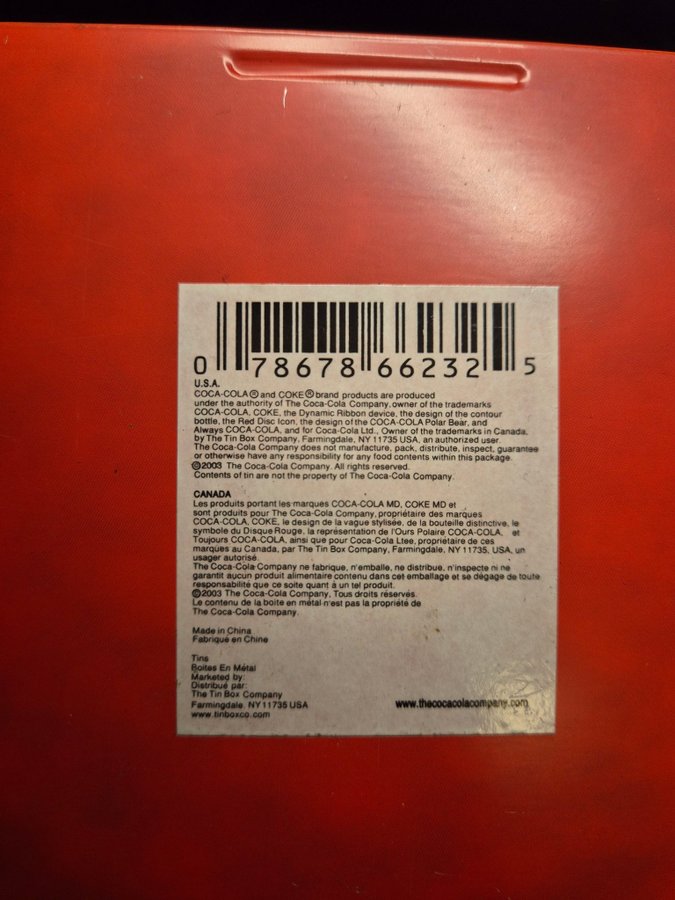 0 78678 66232 5
U.S.A.
COCA-COLA® and COKE® brand products are produced
under the authority of The Coca-Cola Company, owner of the trademarks
COCA-COLA, COKE, the Dynamic Ribbon device, the design of the contour
bottle, the Red Disc Icon, the design of the COCA-COLA Polar Bear, and
Always COCA-COLA, and for Coca-Cola Ltd., Owner of the trademarks in Canada,
by The Tin Box Company, Farmingdale, NY 11735 USA, an authorized user.
The Coca-Cola Company does not manufacture, pack, distribute, inspect, guarantee
or otherwise have any responsibility for any food contents within this package.
©2003 The Coca-Cola Company. All rights reserved.
Contents of tin are not the property of The Coca-Cola Company.
CANADA
Les produits portant les marques COCA-COLA MD, COKE MD et
sont produits pour The Coca-Cola Company, propriétaire des marques
COCA-COLA, COKE, le design de la vague stylisée, de la bouteille distinctive, le
symbole du Disque Rouge, la représentation de l'Ours Polaire COCA-COLA, et
Toujours COCA-COLA, ainsi que pour Coca-Cola Ltee, propriétaire de ces
marques au Canada, par The Tin Box Company, Farmingdale, NY 11735, USA, un
usager autorisé.
The Coca-Cola Company ne fabrique, n'emballe, ne distribue, n'inspecte ni ne
garantit aucun produit alimentaire contenu dans cet emballage et se dégage de toute
responsabilité que ce soite quant à un tel produit.
©2003 The Coca-Cola Company, Tous droits réservés.
Le contenu de la boite en métal n'est pas la propriété de
The Coca-Cola Company.
Made in China
Fabriqué en Chine
Tins
Boites En Métal
Marketed by:
Distribué par:
The Tin Box Company
Farmingdale, NY 11735 USA
www.tinboxco.com
www.thecocacolacompany.com